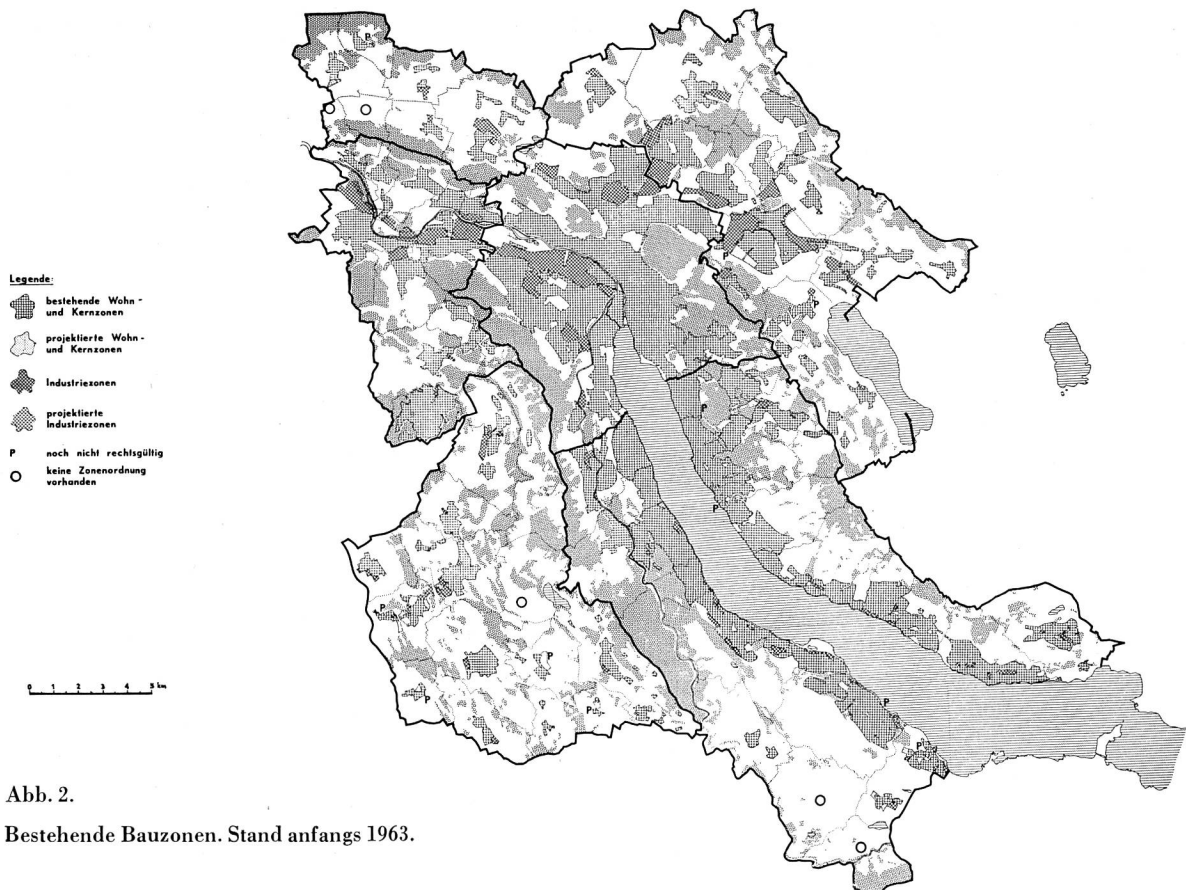 Legende:
bestehende Wohn -
und Kernzonen
projektierte Wohn -
und Kernzonen
Industriezonen
projektierte
Industriezonen
P noch nicht rechtsgültig
O keine Zonenordnung
vorhanden
0 1 2 3 4 5 km
P
P
P
P
P
P
P
P
P
P
P
P
Abb. 2.
Bestehende Bauzonen. Stand anfangs 1963.